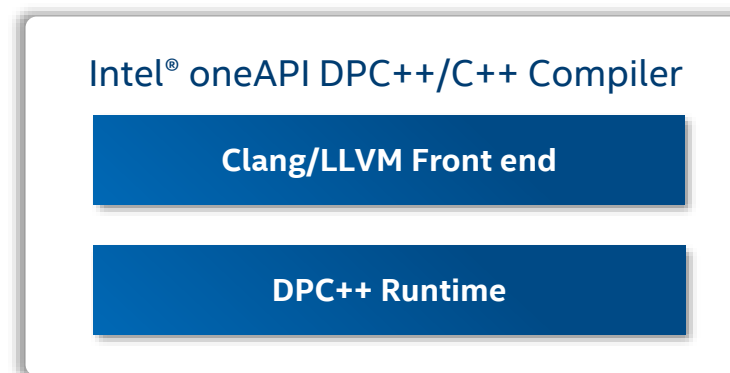 Intel® oneAPI DPC++/C++ Compiler
Clang/LLVM Front end
DPC++ Runtime